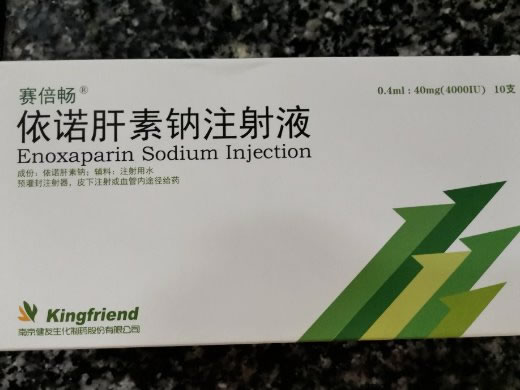 赛倍畅®
0.4ml : 40mg(4000IU) 10支
依诺肝素钠注射液
Enoxaparin Sodium Injection
成份：依诺肝素钠；辅料：注射用水
预灌封注射器，皮下注射或血管内途径给药
Kingfriend
南京健友生化制药股份有限公司